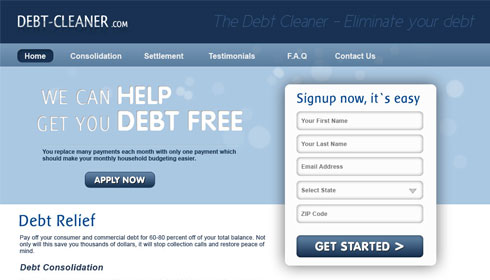 DEBT-CLEANER.COM
The Debt Cleaner - Eliminate your debt
Home
Consolidation
Settlement
Testimonials
F.A.Q
Contact Us
WE CAN HELP
GET YOU DEBT FREE
You replace many payments each month with only one payment which
should make your monthly household budgeting easier.
APPLY NOW
Signup now, it`s easy
Your First Name
Your Last Name
Email Address
Select State
ZIP Code
GET STARTED >
Debt Relief
Pay off your consumer and commercial debt for 60-80 percent off of your total balance. Not
only will this save you thousands of dollars, it will stop collection calls and restore peace of
mind.
Debt Consolidation